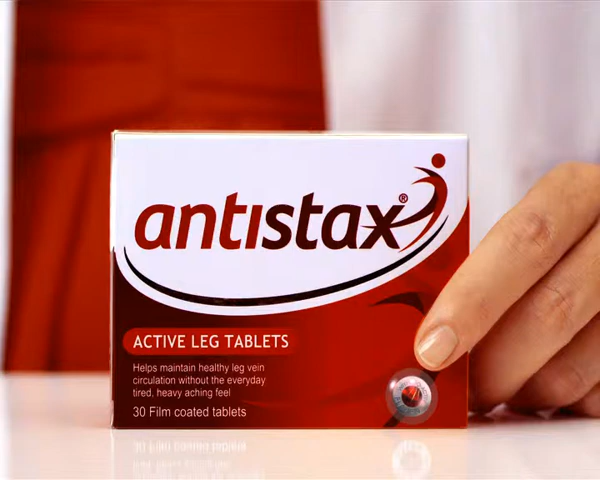 antistax®
ACTIVE LEG TABLETS
Helps maintain healthy leg vein
circulation without the everyday
tired, heavy aching feel
30 Film coated tablets